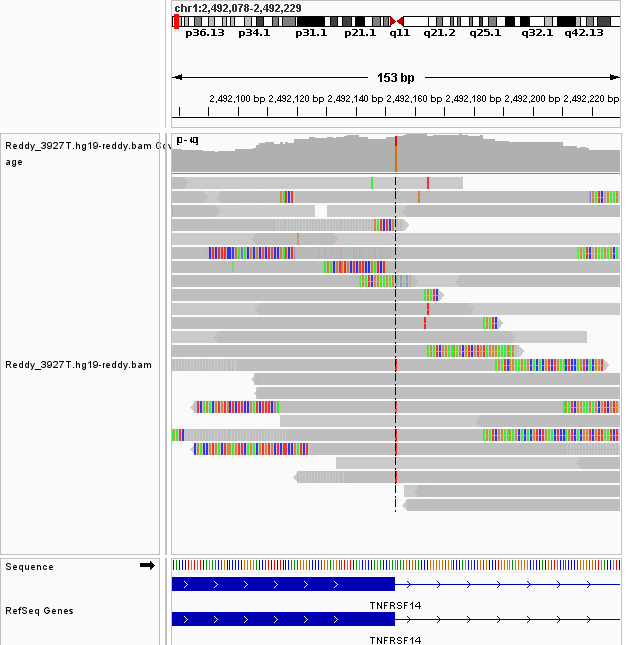 chr1:2,492,078-2,492,229
p36.13 p34.1 p31.1 p21.1 q11 q21.2 q25.1 q32.1 q42.13
153 bp
2,492,100 bp 2,492,120 bp 2,492,140 bp 2,492,160 bp 2,492,180 bp 2,492,200 bp 2,492,220 bp
Reddy_3927T.hg19-reddy.bam Cov
age
Reddy_3927T.hg19-reddy.bam
Sequence
TNFRSF14
RefSeq Genes
TNFRSF14